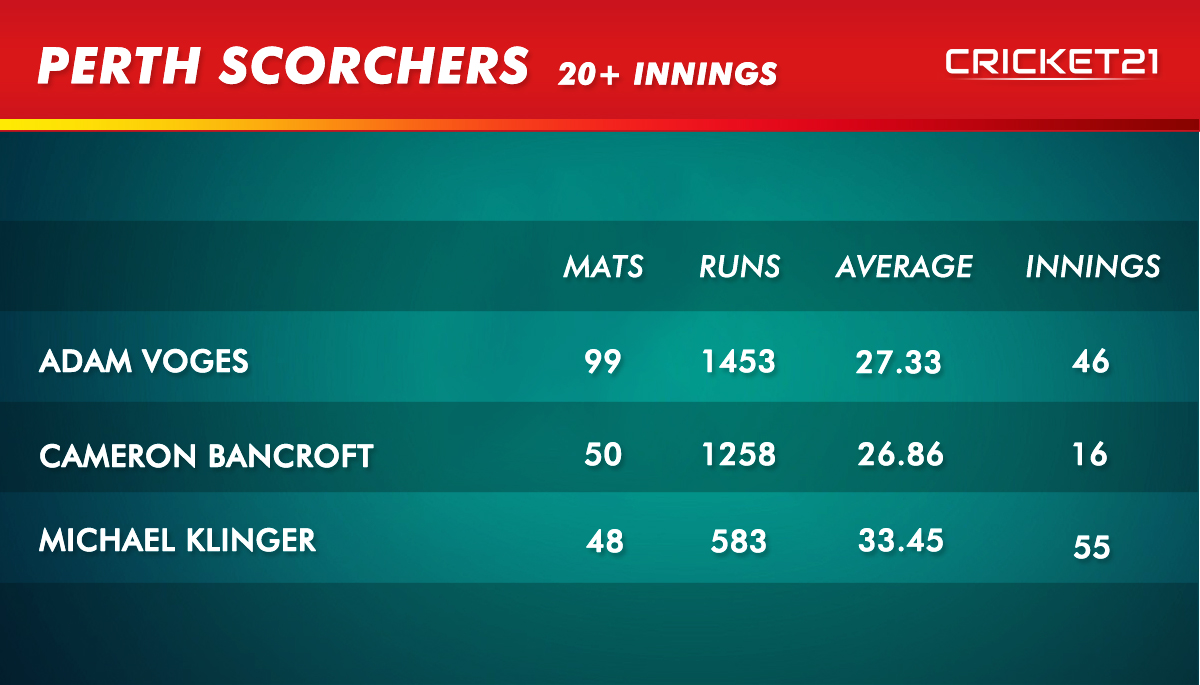 PERTH SCORCHERS 20+ INNINGS CRICKET21
MATS RUNS AVERAGE INNINGS
ADAM VOGES 99 1453 27.33 46
CAMERON BANCROFT 50 1258 26.86 16
MICHAEL KLINGER 48 583 33.45 55